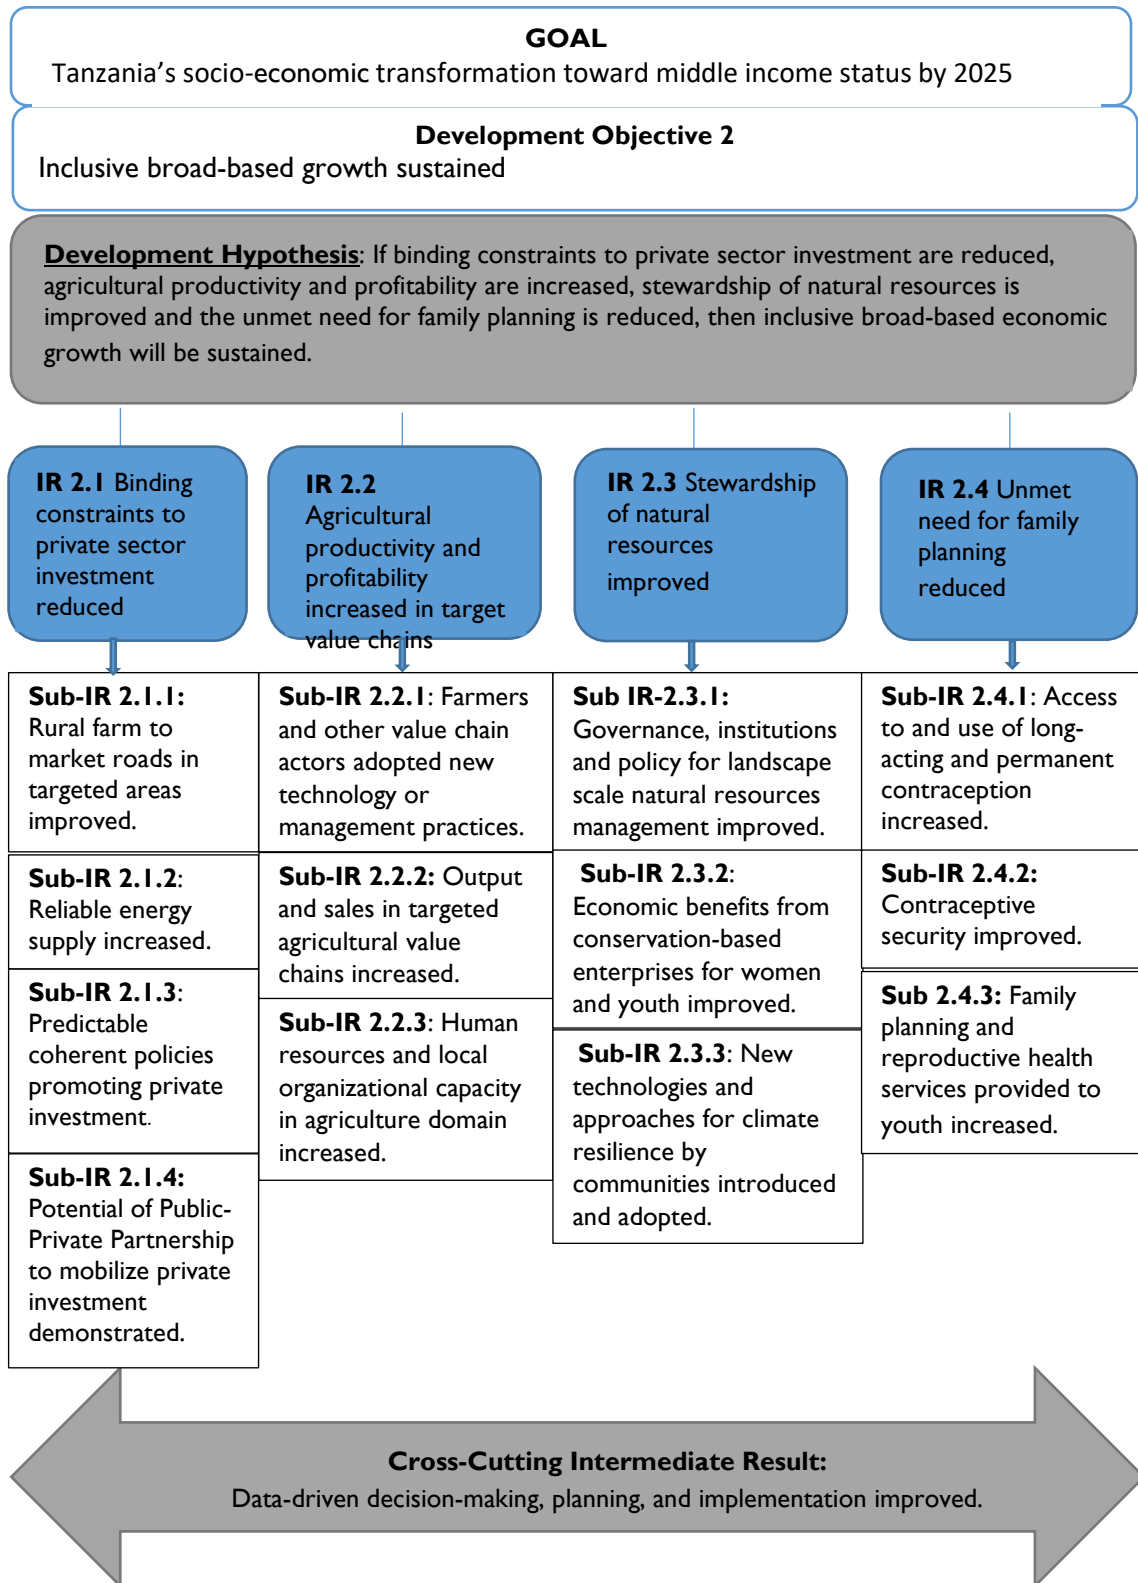 GOAL
Tanzania's socio-economic transformation toward middle income status by 2025
Development Objective 2
Inclusive broad-based growth sustained
Development Hypothesis: If binding constraints to private sector investment are reduced,
agricultural productivity and profitability are increased, stewardship of natural resources is
improved and the unmet need for family planning is reduced, then inclusive broad-based economic
growth will be sustained.
IR 2.1 Binding
constraints to
private sector
investment
reduced
IR 2.2
Agricultural
productivity and
profitability
increased in target
value chains
IR 2.3 Stewardship
of natural
resources
improved
IR 2.4 Unmet
need for family
planning
reduced
Sub-IR 2.1.1:
Rural farm to
market roads in
targeted areas
improved.
Sub-IR 2.1.2:
Reliable energy
supply increased.
Sub-IR 2.1.3:
Predictable
coherent policies
promoting private
investment.
Sub-IR 2.1.4:
Potential of Public-
Private Partnership
to mobilize private
investment
demonstrated.
Sub-IR 2.2.1: Farmers
and other value chain
actors adopted new
technology or
management practices.
Sub-IR 2.2.2: Output
and sales in targeted
agricultural value
chains increased.
Sub-IR 2.2.3: Human
resources and local
organizational capacity
in agriculture domain
increased.
Sub IR-2.3.1:
Governance, institutions
and policy for landscape
scale natural resources
management improved.
Sub-IR 2.3.2:
Economic benefits from
conservation-based
enterprises for women
and youth improved.
Sub-IR 2.3.3: New
technologies and
approaches for climate
resilience by
communities introduced
and adopted.
Sub-IR 2.4.1: Access
to and use of long-
acting and permanent
contraception
increased.
Sub-IR 2.4.2:
Contraceptive
security improved.
Sub 2.4.3: Family
planning and
reproductive health
services provided to
youth increased.
Cross-Cutting Intermediate Result:
Data-driven decision-making, planning, and implementation improved.